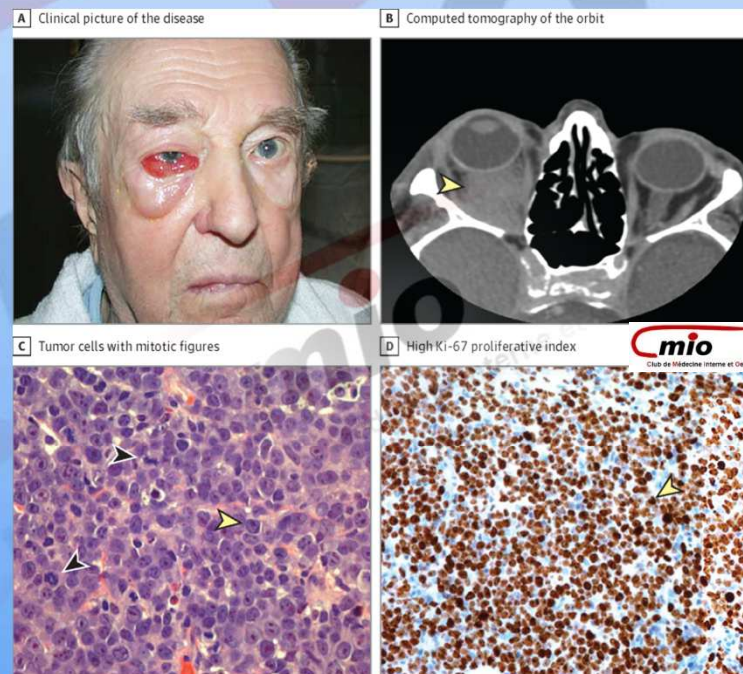 A Clinical picture of the disease
B Computed tomography of the orbit
C Tumor cells with mitotic figures
D High Ki-67 proliferative index
mio
Club de Médecine interne et
mio